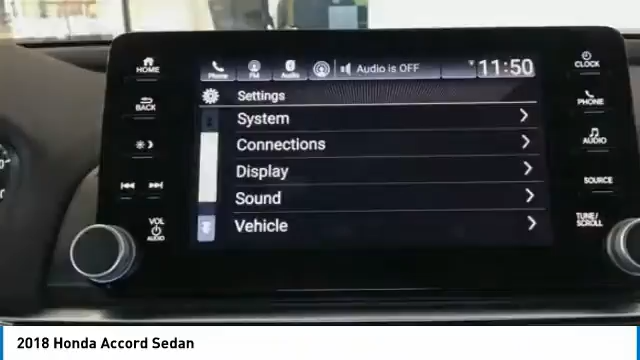 HOME
BACK
VOL
AUDIO
Phone
FM
Audio
Audio is OFF
11:50
Settings
System
Connections
Display
Sound
Vehicle
CLOCK
PHONE
AUDIO
SOURCE
TUNE/
SCROLL
2018 Honda Accord Sedan